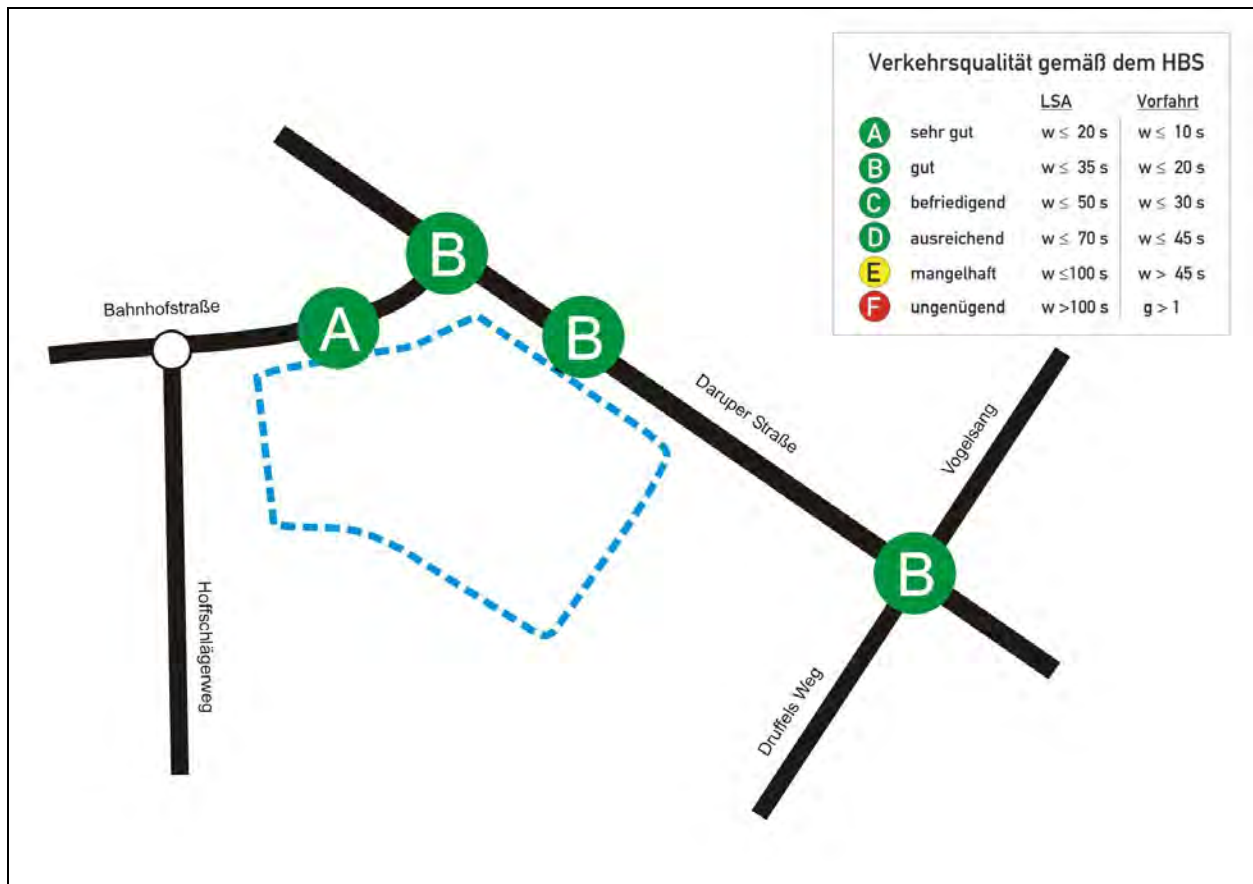 Verkehrsqualität gemäß dem HBS
LSA Vorfahrt
A sehr gut w ≤ 20 s w ≤ 10 s
B gut w ≤ 35 s w ≤ 20 s
C befriedigend w ≤ 50 s w ≤ 30 s
D ausreichend w ≤ 70 s w ≤ 45 s
E mangelhaft w ≤100 s w > 45 s
F ungenügend w >100 s g > 1
B
Bahnhofstraße
A
B
Daruper Straße
Vogelsang
B
Hoffschlägerweg
Druffels Weg